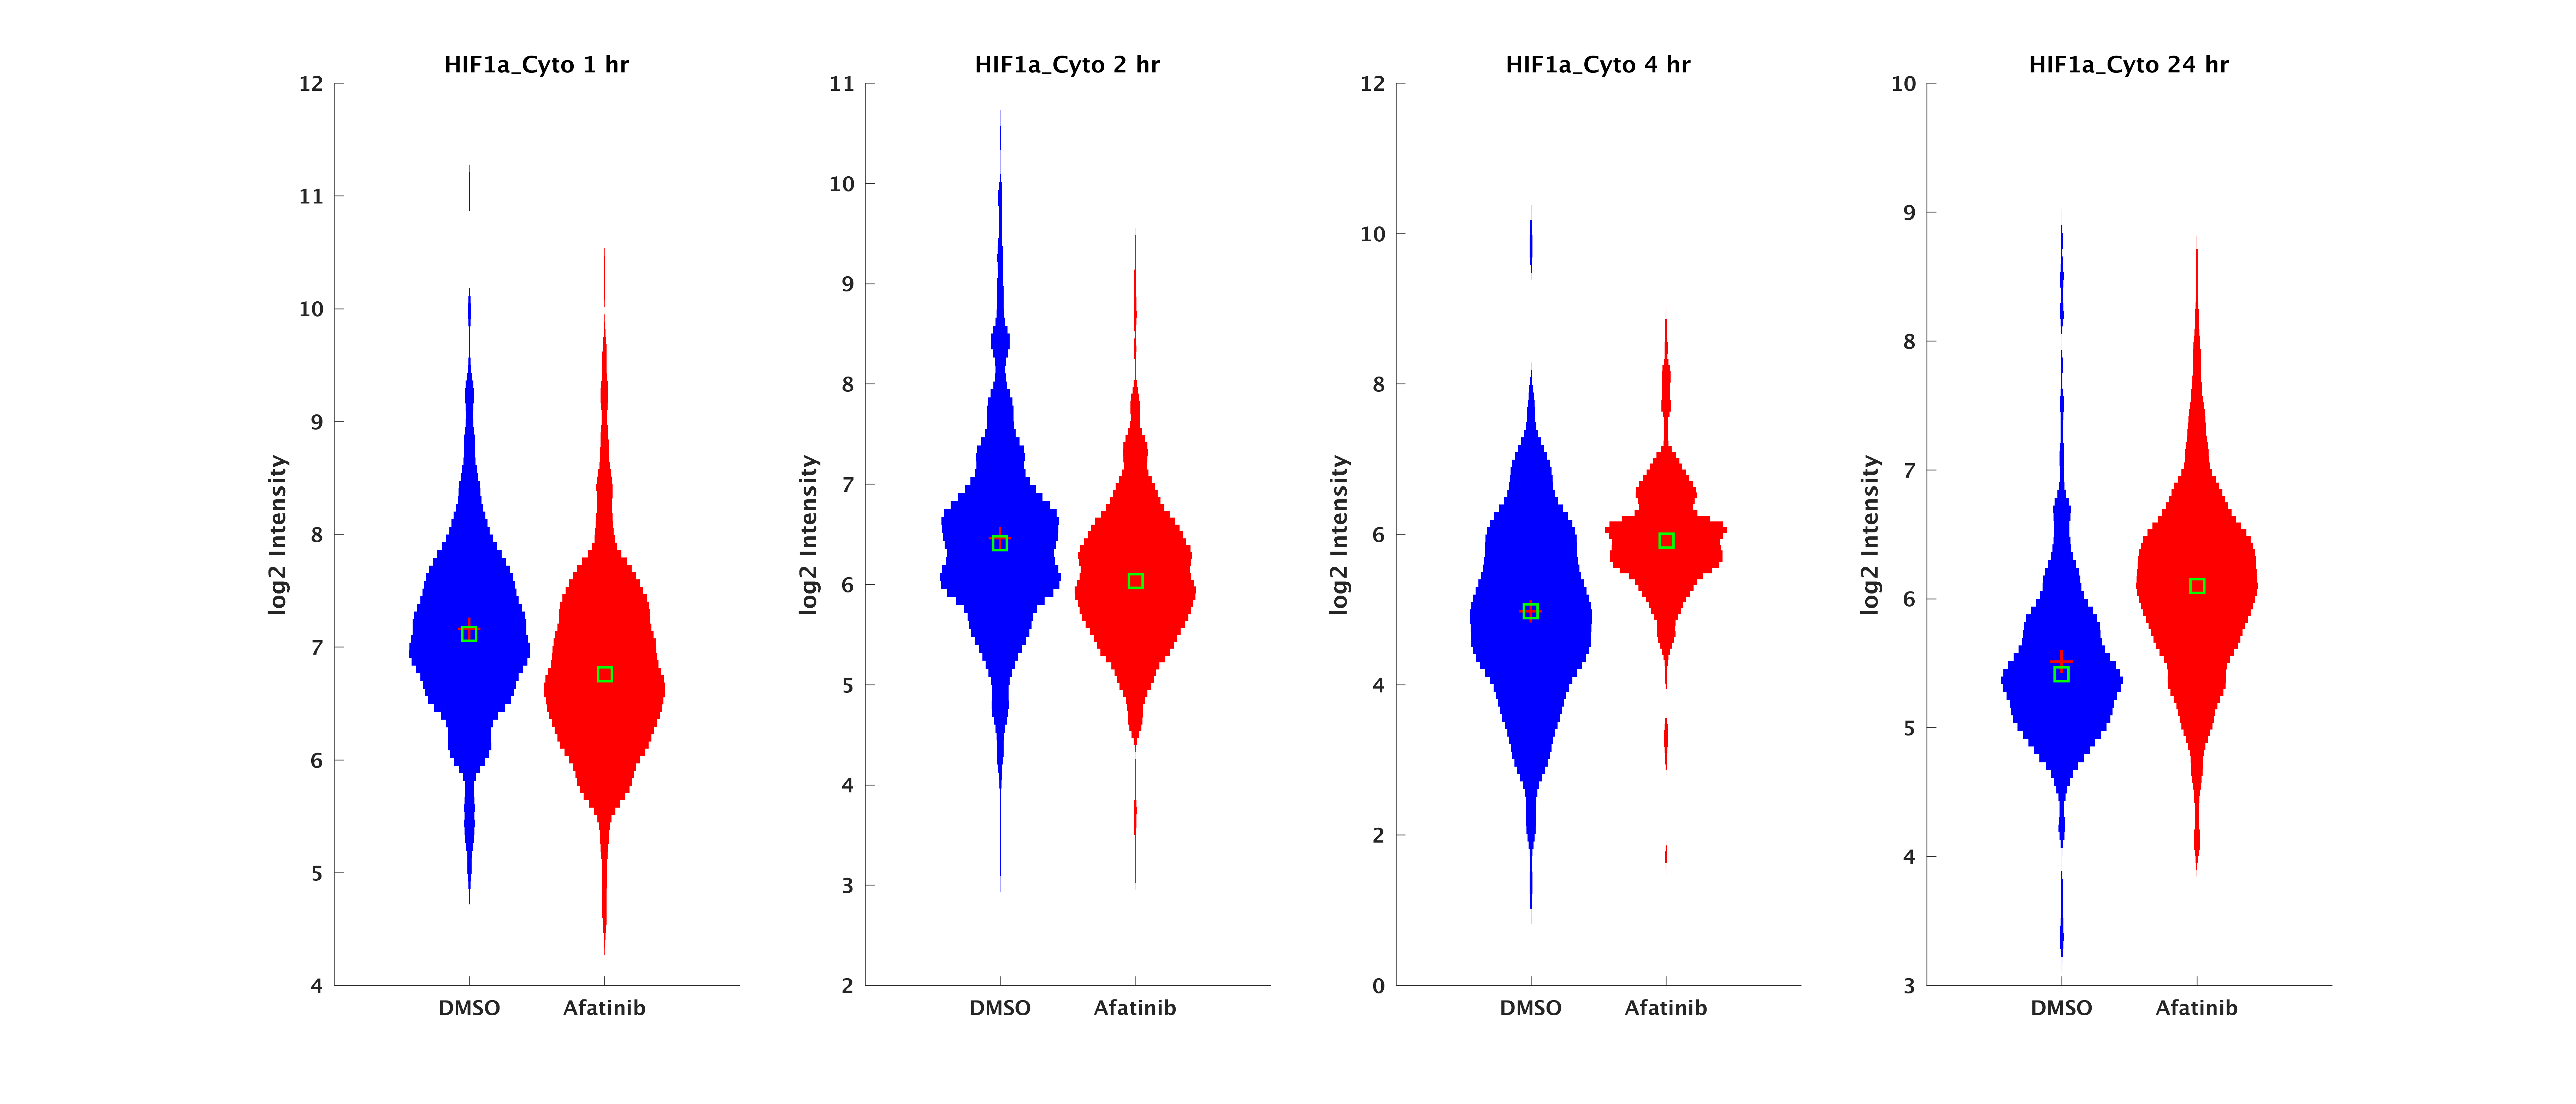 HIF1a_Cyto 1 hr
log2 Intensity
12
11
10
9
8
7
6
5
4
DMSO
Afatinib
HIF1a_Cyto 2 hr
log2 Intensity
11
10
9
8
7
6
5
4
3
2
DMSO
Afatinib
HIF1a_Cyto 4 hr
log2 Intensity
12
10
8
6
4
2
0
DMSO
Afatinib
HIF1a_Cyto 24 hr
log2 Intensity
10
9
8
7
6
5
4
3
DMSO
Afatinib